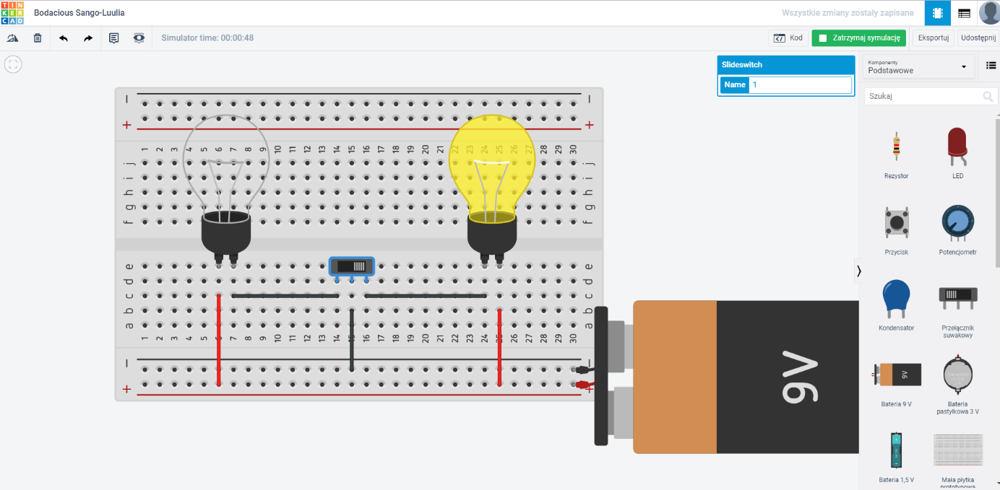 TIN
KER
CAD
Bodacious Sango-Luulia
Wszystkie zmiany zostały zapisane
Simulator time: 00:00:48
Kod
Zatrzymaj symulację
Eksportuj
Udostępnij
Slideswitch
Name 1
Komponenty
Podstawowe
Szukaj
Rezystor
LED
Przycisk
Potencjometr
Kondensator
Przełącznik
suwakowy
9V
Bateria 9 V
Bateria
pastylkowa 3 V
Bateria 1,5 V
Mała płytka
prototypowa
1 2 3 4 5 6 7 8 9 10 11 12 13 14 15 16 17 18 19 20 21 22 23 24 25 26 27 28 29 30
j j
i i
h h
g g
f f
e e
d d
c c
b b
a a
1 2 3 4 5 6 7 8 9 10 11 12 13 14 15 16 17 18 19 20 21 22 23 24 25 26 27 28 29 30
9V